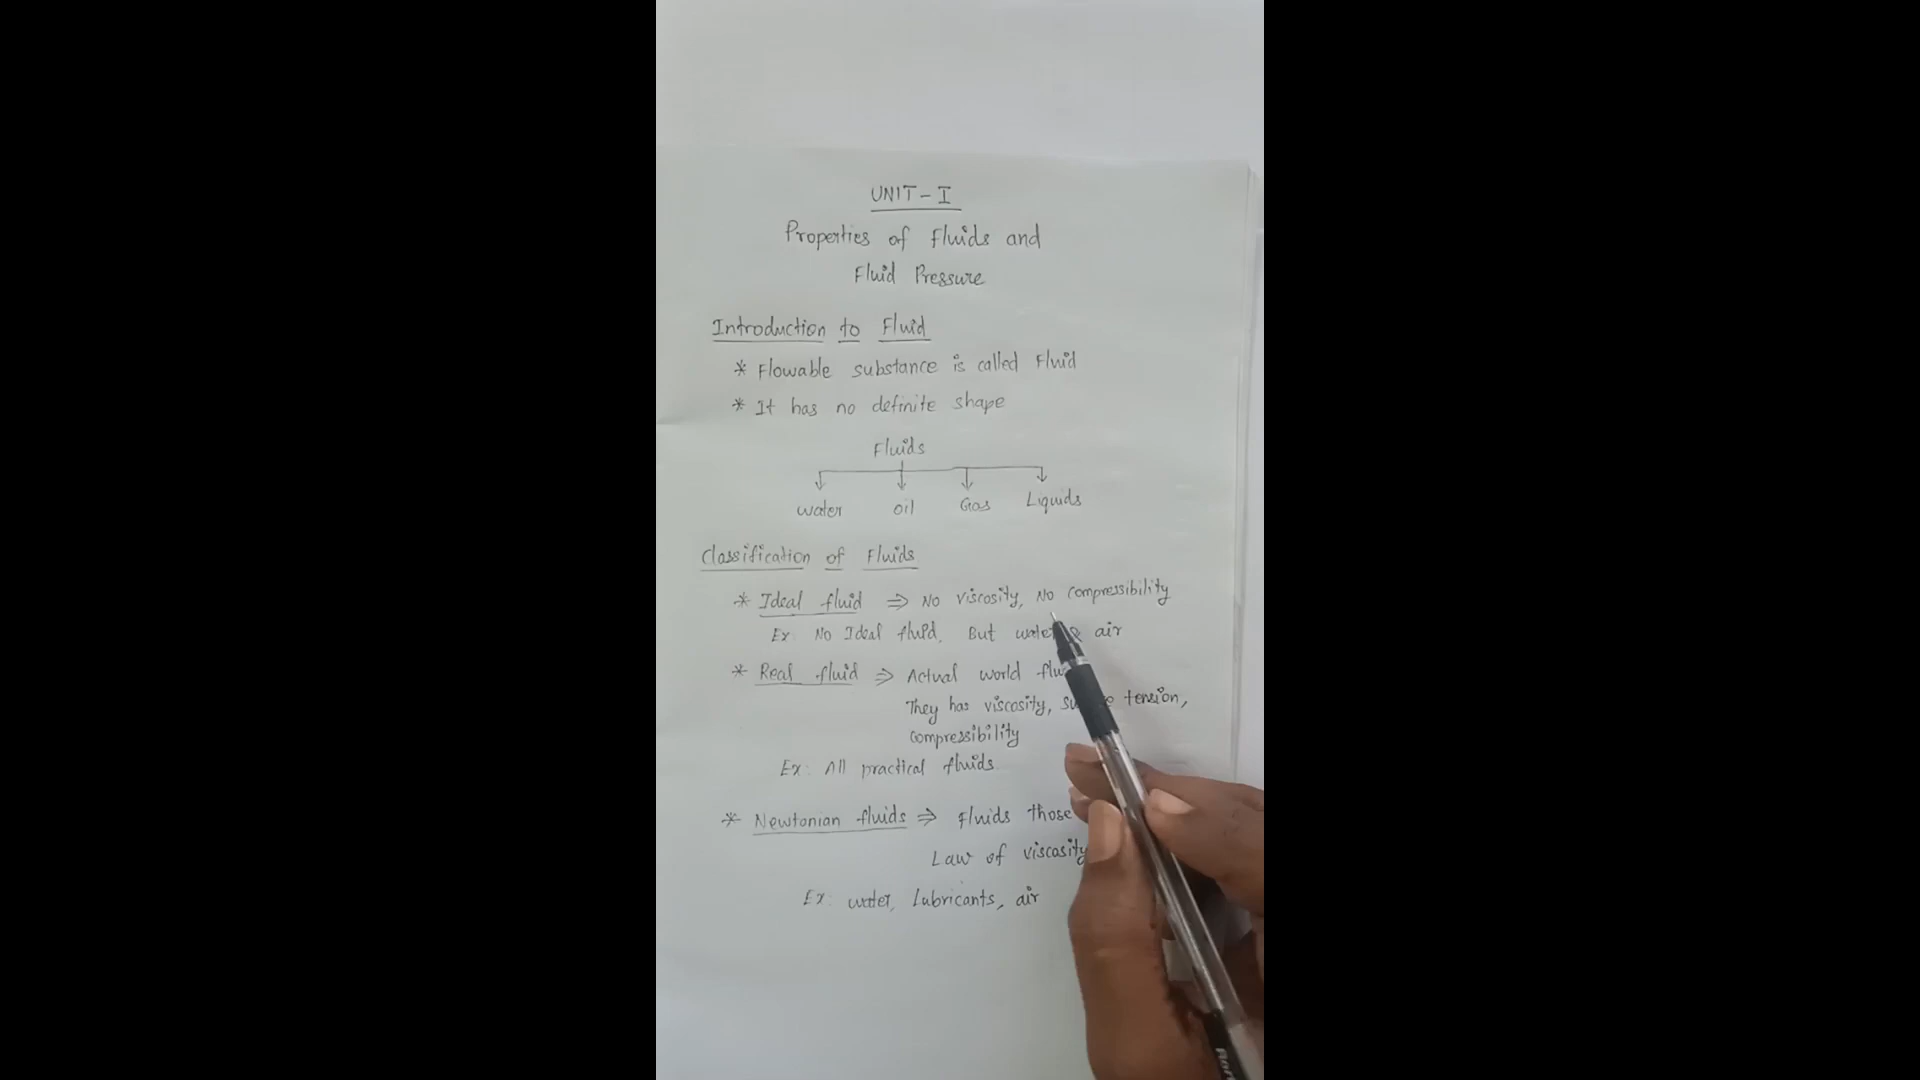 UNIT-I
Properties of Fluids and
Fluid Pressure
Introduction to Fluid
* Flowable substance is called Fluid
* It has no definite shape
Fluids
water oil Gas Liquids
Classification of Fluids
* Ideal fluid ⇒ No viscosity, No compressibility
Ex: No Ideal fluid. But water & air
* Real fluid ⇒ Actual world
They has viscosity, tension,
compressibility
Ex: All practical fluids
* Newtonian fluids ⇒ Fluids those
Law of viscosity
Ex: water, Lubricants, air